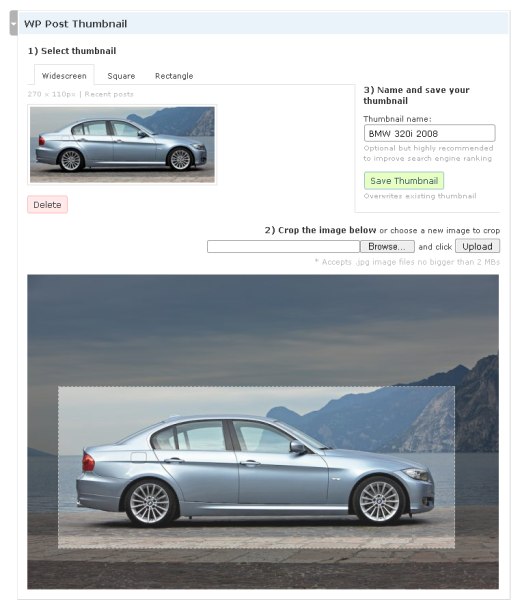 WP Post Thumbnail
1) Select thumbnail
Widescreen Square Rectangle
270 x 110px | Recent posts
Delete
3) Name and save your
thumbnail
Thumbnail name:
BMW 320i 2008
Optional but highly recommended
to improve search engine ranking
Save Thumbnail
Overwrites existing thumbnail
2) Crop the image below or choose a new image to crop
Browse... and click Upload
* Accepts .jpg image files no bigger than 2 MBs